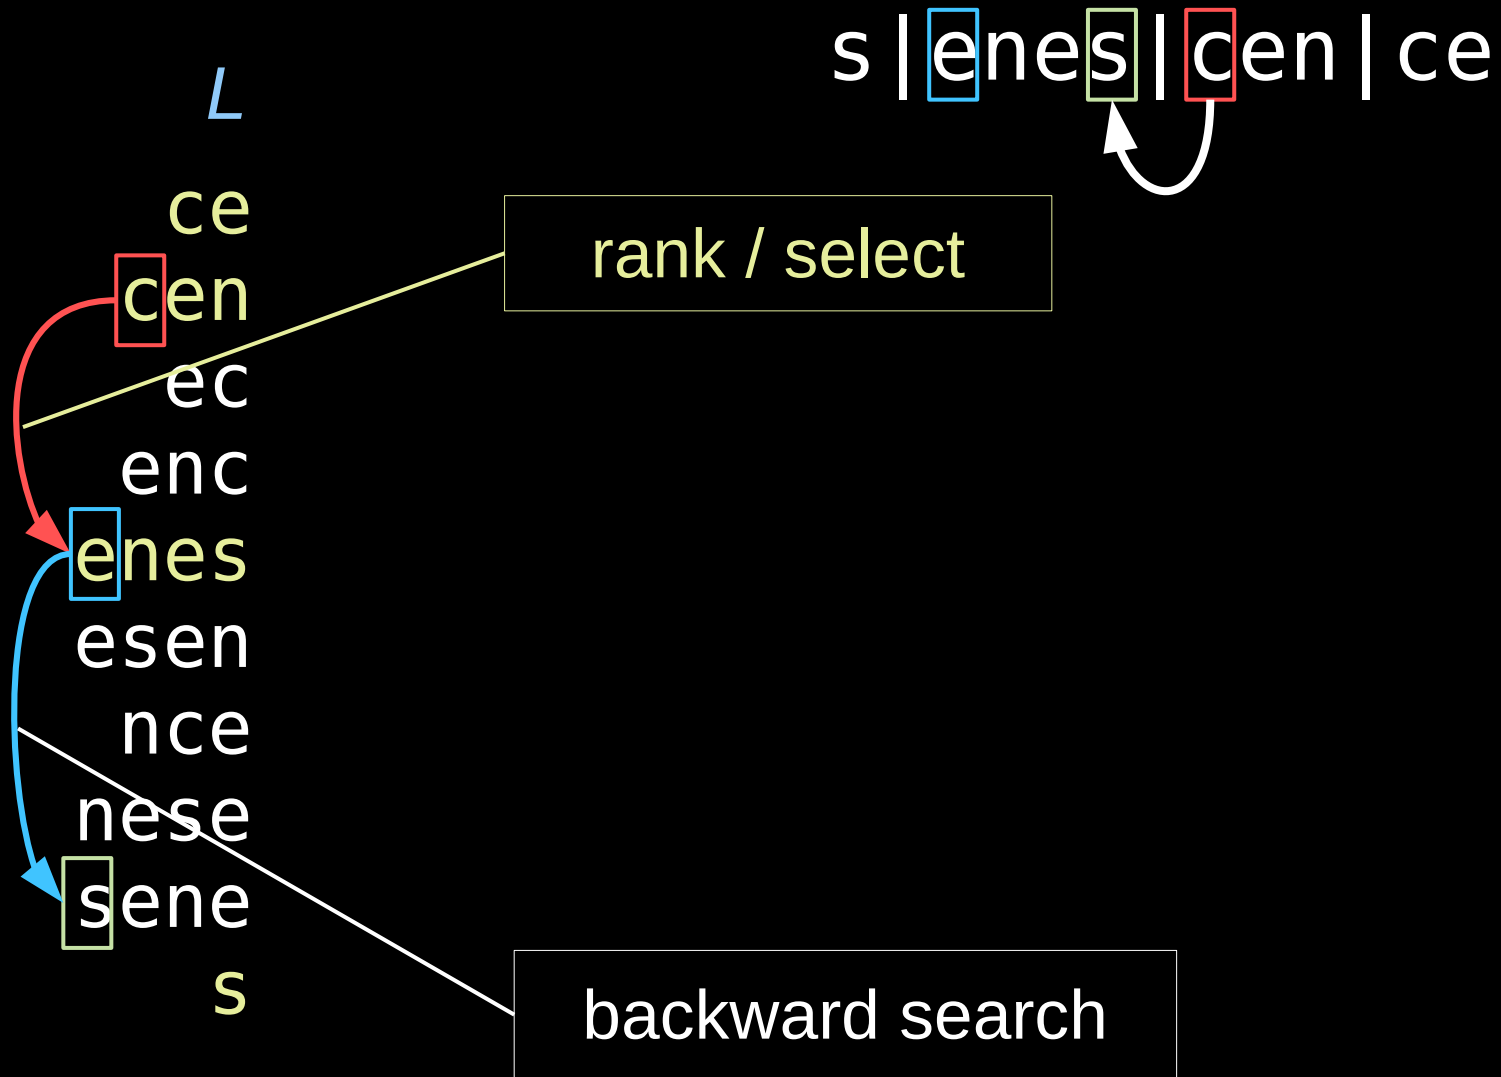 s|enes|cen|ce
L
ce
rank / select
cen
ec
enc
enes
esen
nce
nese
sene
s
backward search